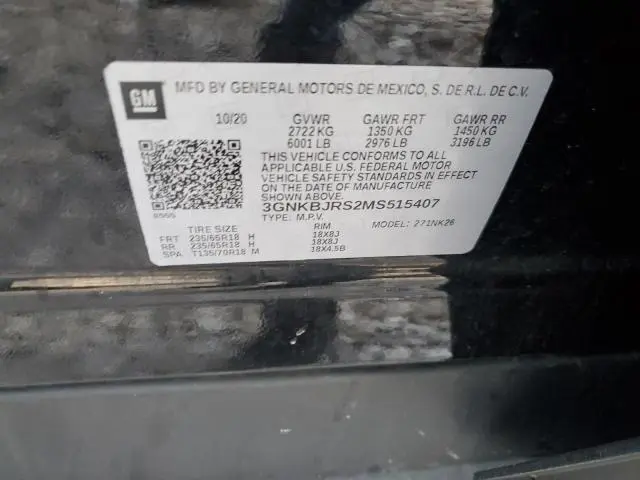 GM
MFD BY GENERAL MOTORS DE MEXICO, S. DE R.L. DE C.V.
10/20 GVWR GAWR FRT GAWR RR
2722 KG 1350 KG 1450 KG
6001 LB 2976 LB 3196 LB
THIS VEHICLE CONFORMS TO ALL
APPLICABLE U.S. FEDERAL MOTOR
VEHICLE SAFETY STANDARDS IN EFFECT
ON THE DATE OF MANUFACTURE SHOWN ABOVE.
3GNKBJRS2MS515407
TYPE: M.P.V. MODEL: 271NK26
TIRE SIZE RIM
FRT 235/65R18 H 18X8J
RR 235/65R18 H 18X8J
SPA T135/70R18 M 18X4.5B